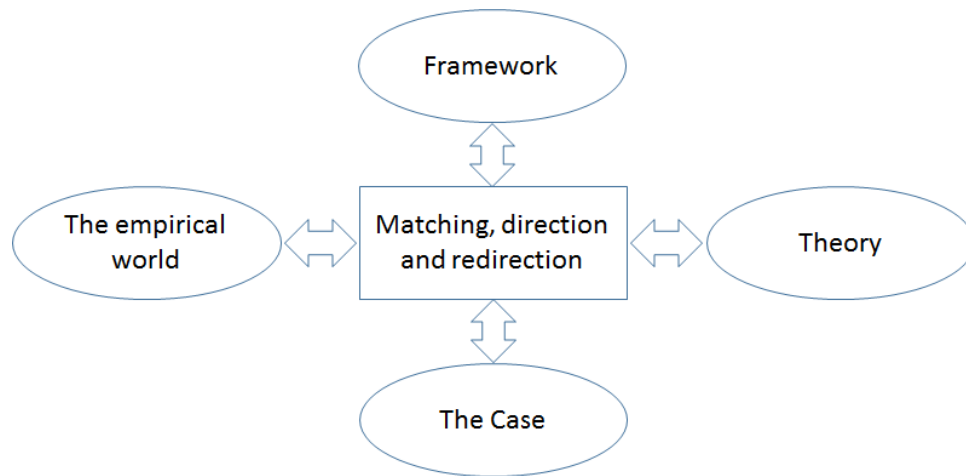 Framework
The empirical
world
Matching, direction
and redirection
Theory
The Case